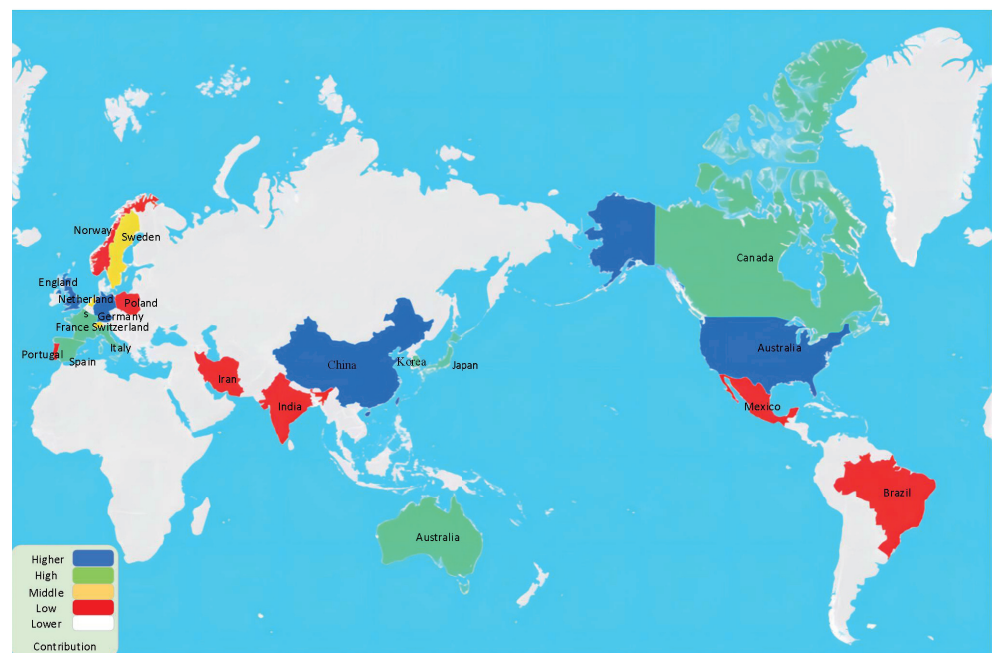 Norway
Sweden
England
Netherland
s
Poland
Germany
France Switzerland
Italy
Portugal
Spain
Iran
India
China
Korea
Japan
Canada
Australia
Mexico
Brazil
Australia
Higher
High
Middle
Low
Lower
Contribution